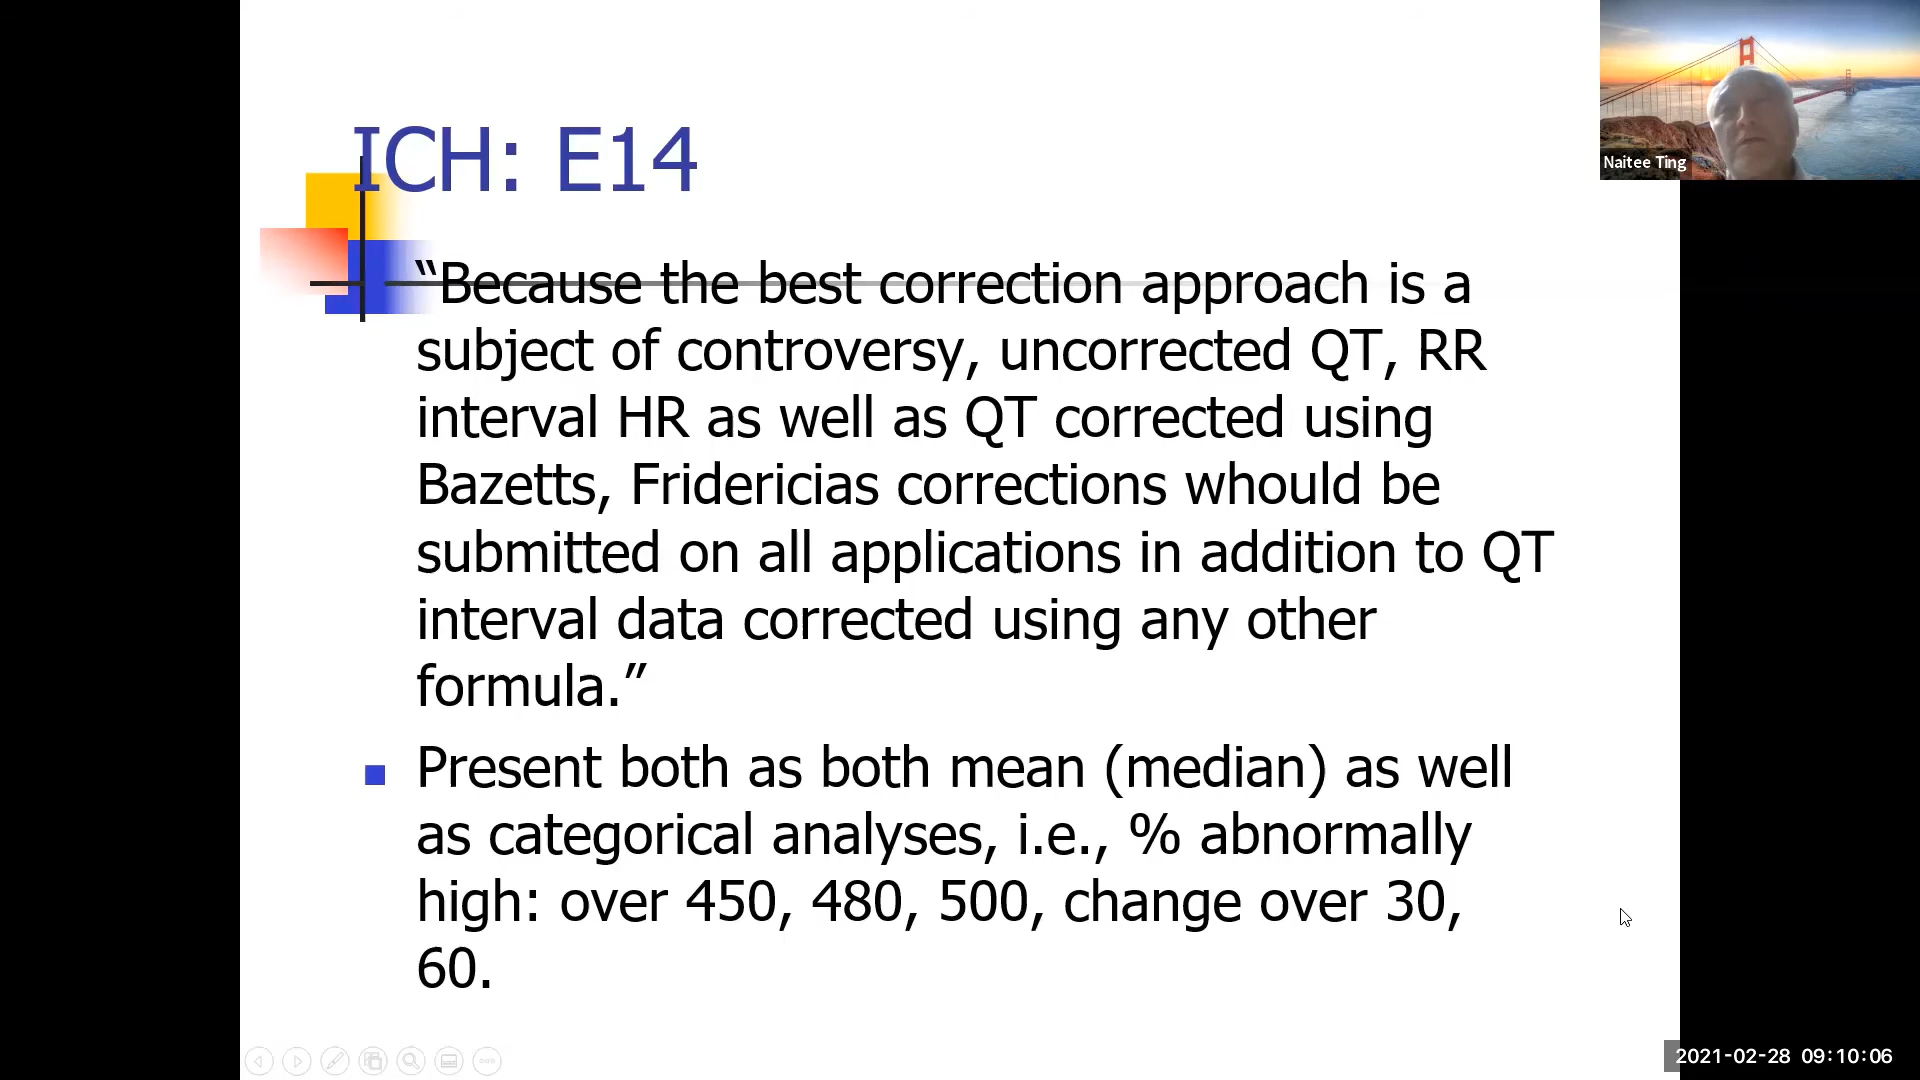 ICH: E14
“Because the best correction approach is a
subject of controversy, uncorrected QT, RR
interval HR as well as QT corrected using
Bazetts, Fridericias corrections whould be
submitted on all applications in addition to QT
interval data corrected using any other
formula.”
Present both as both mean (median) as well
as categorical analyses, i.e., % abnormally
high: over 450, 480, 500, change over 30,
60.
Naitee Ting
2021-02-28 09:10:06